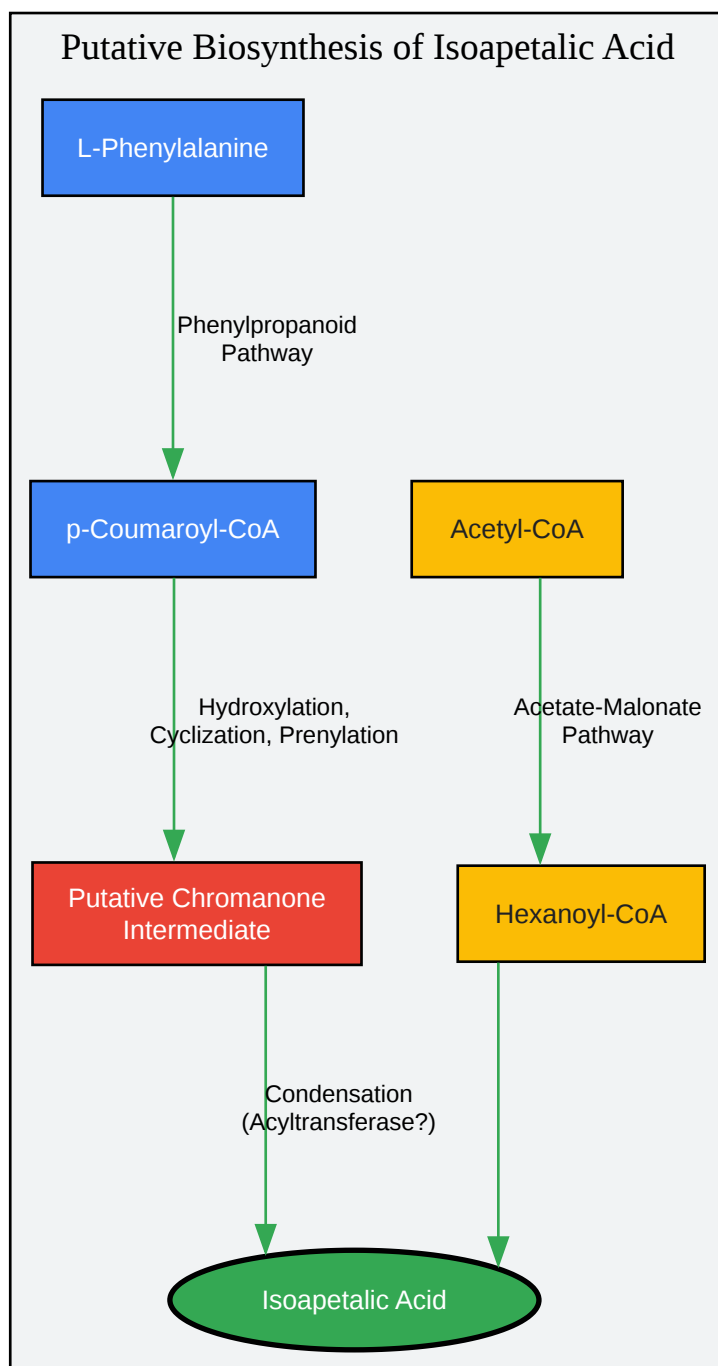 Putative Biosynthesis of Isoapetalic Acid
L-Phenylalanine
Phenylpropanoid
Pathway
p-Coumaroyl-CoA
Acetyl-CoA
Hydroxylation,
Cyclization, Prenylation
Acetate-Malonate
Pathway
Putative Chromanone
Intermediate
Hexanoyl-CoA
Condensation
(Acyltransferase?)
Isoapetalic Acid